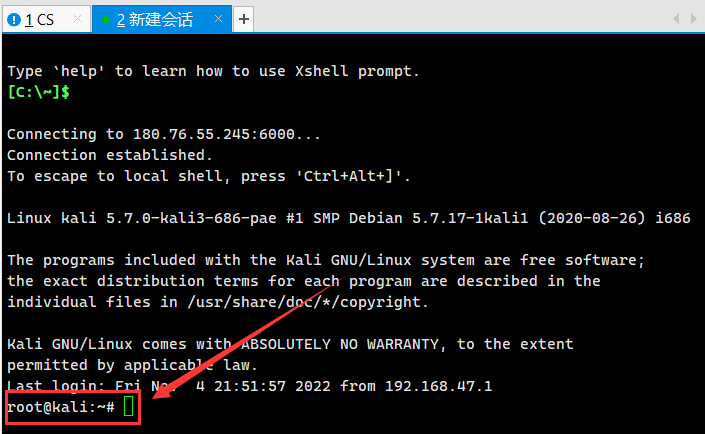 1 CS
2 新建会话
Type `help' to learn how to use Xshell prompt.
[C:\~]$
Connecting to 180.76.55.245:6000...
Connection established.
To escape to local shell, press 'Ctrl+Alt+]'.
Linux kali 5.7.0-kali3-686-pae #1 SMP Debian 5.7.17-1kali1 (2020-08-26) i686
The programs included with the Kali GNU/Linux system are free software;
the exact distribution terms for each program are described in the
individual files in /usr/share/doc/*/copyright.
Kali GNU/Linux comes with ABSOLUTELY NO WARRANTY, to the extent
permitted by applicable law.
Last login: Fri Nov  4 21:51:57 2022 from 192.168.47.1
root@kali:~#